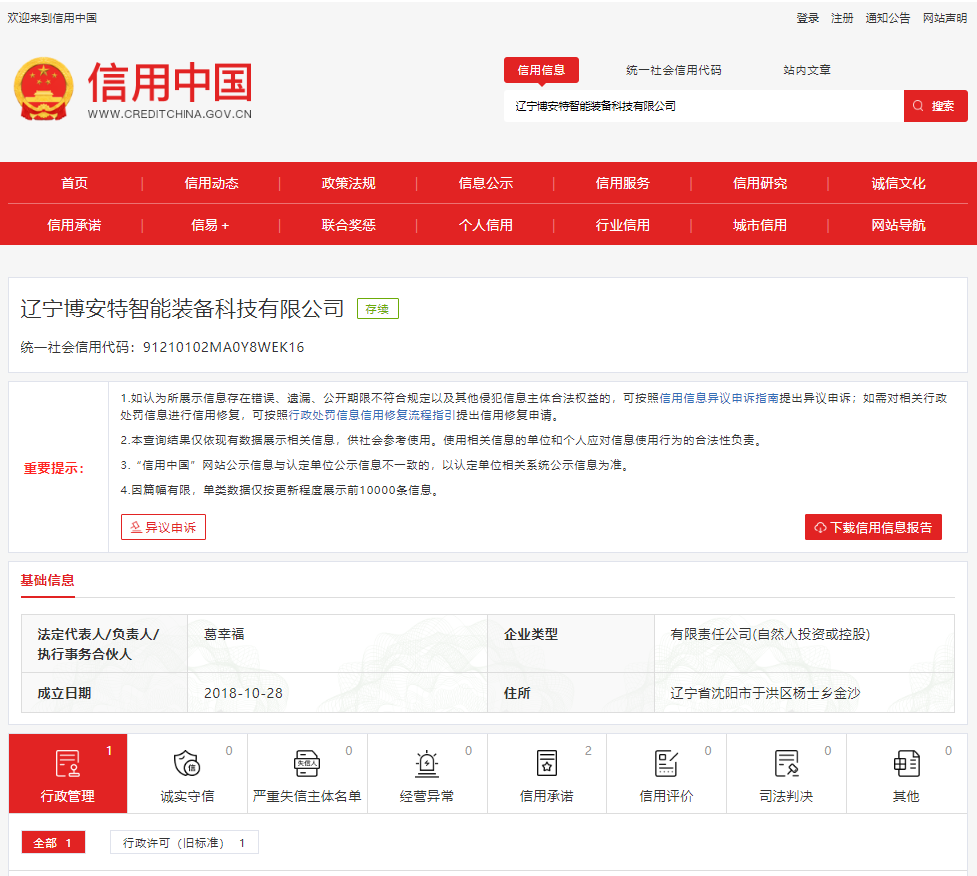 欢迎来到信用中国
登录 注册 通知公告 网站声明
信用中国
WWW.CREDITCHINA.GOV.CN
信用信息 统一社会信用代码 站内文章
辽宁博安特智能装备科技有限公司 搜索
首页 | 信用动态 | 政策法规 | 信息公示 | 信用服务 | 信用研究 | 诚信文化
信用承诺 | 信易+ | 联合奖惩 | 个人信用 | 行业信用 | 城市信用 | 网站导航
辽宁博安特智能装备科技有限公司 存续
统一社会信用代码：91210102MA0Y8WEK16
重要提示：
1.如认为所展示信息存在错误、遗漏、公开期限不符合规定以及其他侵犯信息主体合法权益的，可按照信用信息异议申诉指南提出异议申诉；如需对相关行政
处罚信息进行信用修复，可按照行政处罚信息信用修复流程指引提出信用修复申请。
2.本查询结果仅依现有数据展示相关信息，供社会参考使用。使用相关信息的单位和个人应对信息使用行为的合法性负责。
3.“信用中国”网站公示信息与认定单位公示信息不一致的，以认定单位相关系统公示信息为准。
4.因篇幅有限，单类数据仅按更新程度展示前10000条信息。
异议申诉 下载信用信息报告
基础信息
法定代表人/负责人/
执行事务合伙人
葛幸福
企业类型 有限责任公司(自然人投资或控股)
成立日期 2018-10-28 住所 辽宁省沈阳市于洪区杨士乡金沙
1 0 0 0 2 0 0 0
信 失信人
行政管理 诚实守信 严重失信主体名单 经营异常 信用承诺 信用评价 司法判决 其他
全部 1 行政许可（旧标准） 1